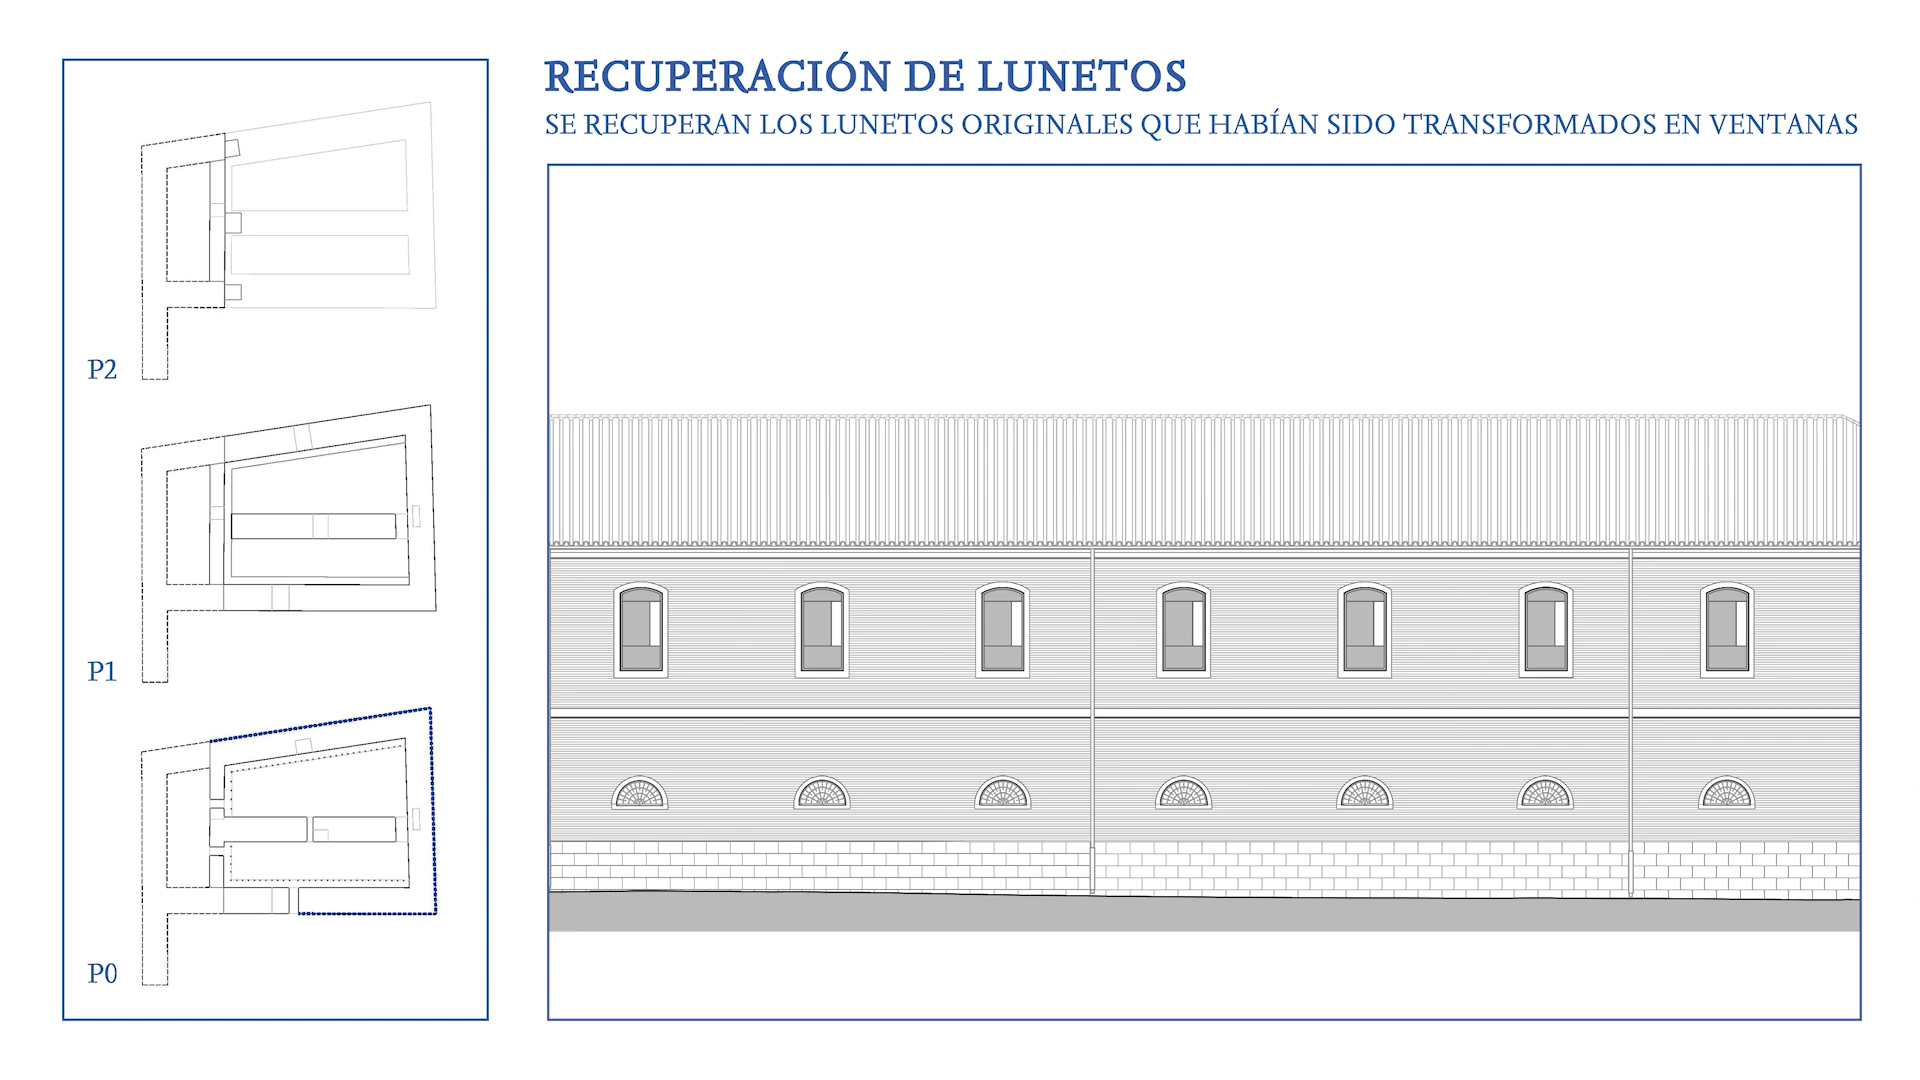 RECUPERACIÓN DE LUNETOS
SE RECUPERAN LOS LUNETOS ORIGINALES QUE HABÍAN SIDO TRANSFORMADOS EN VENTANAS
P2
P1
P0